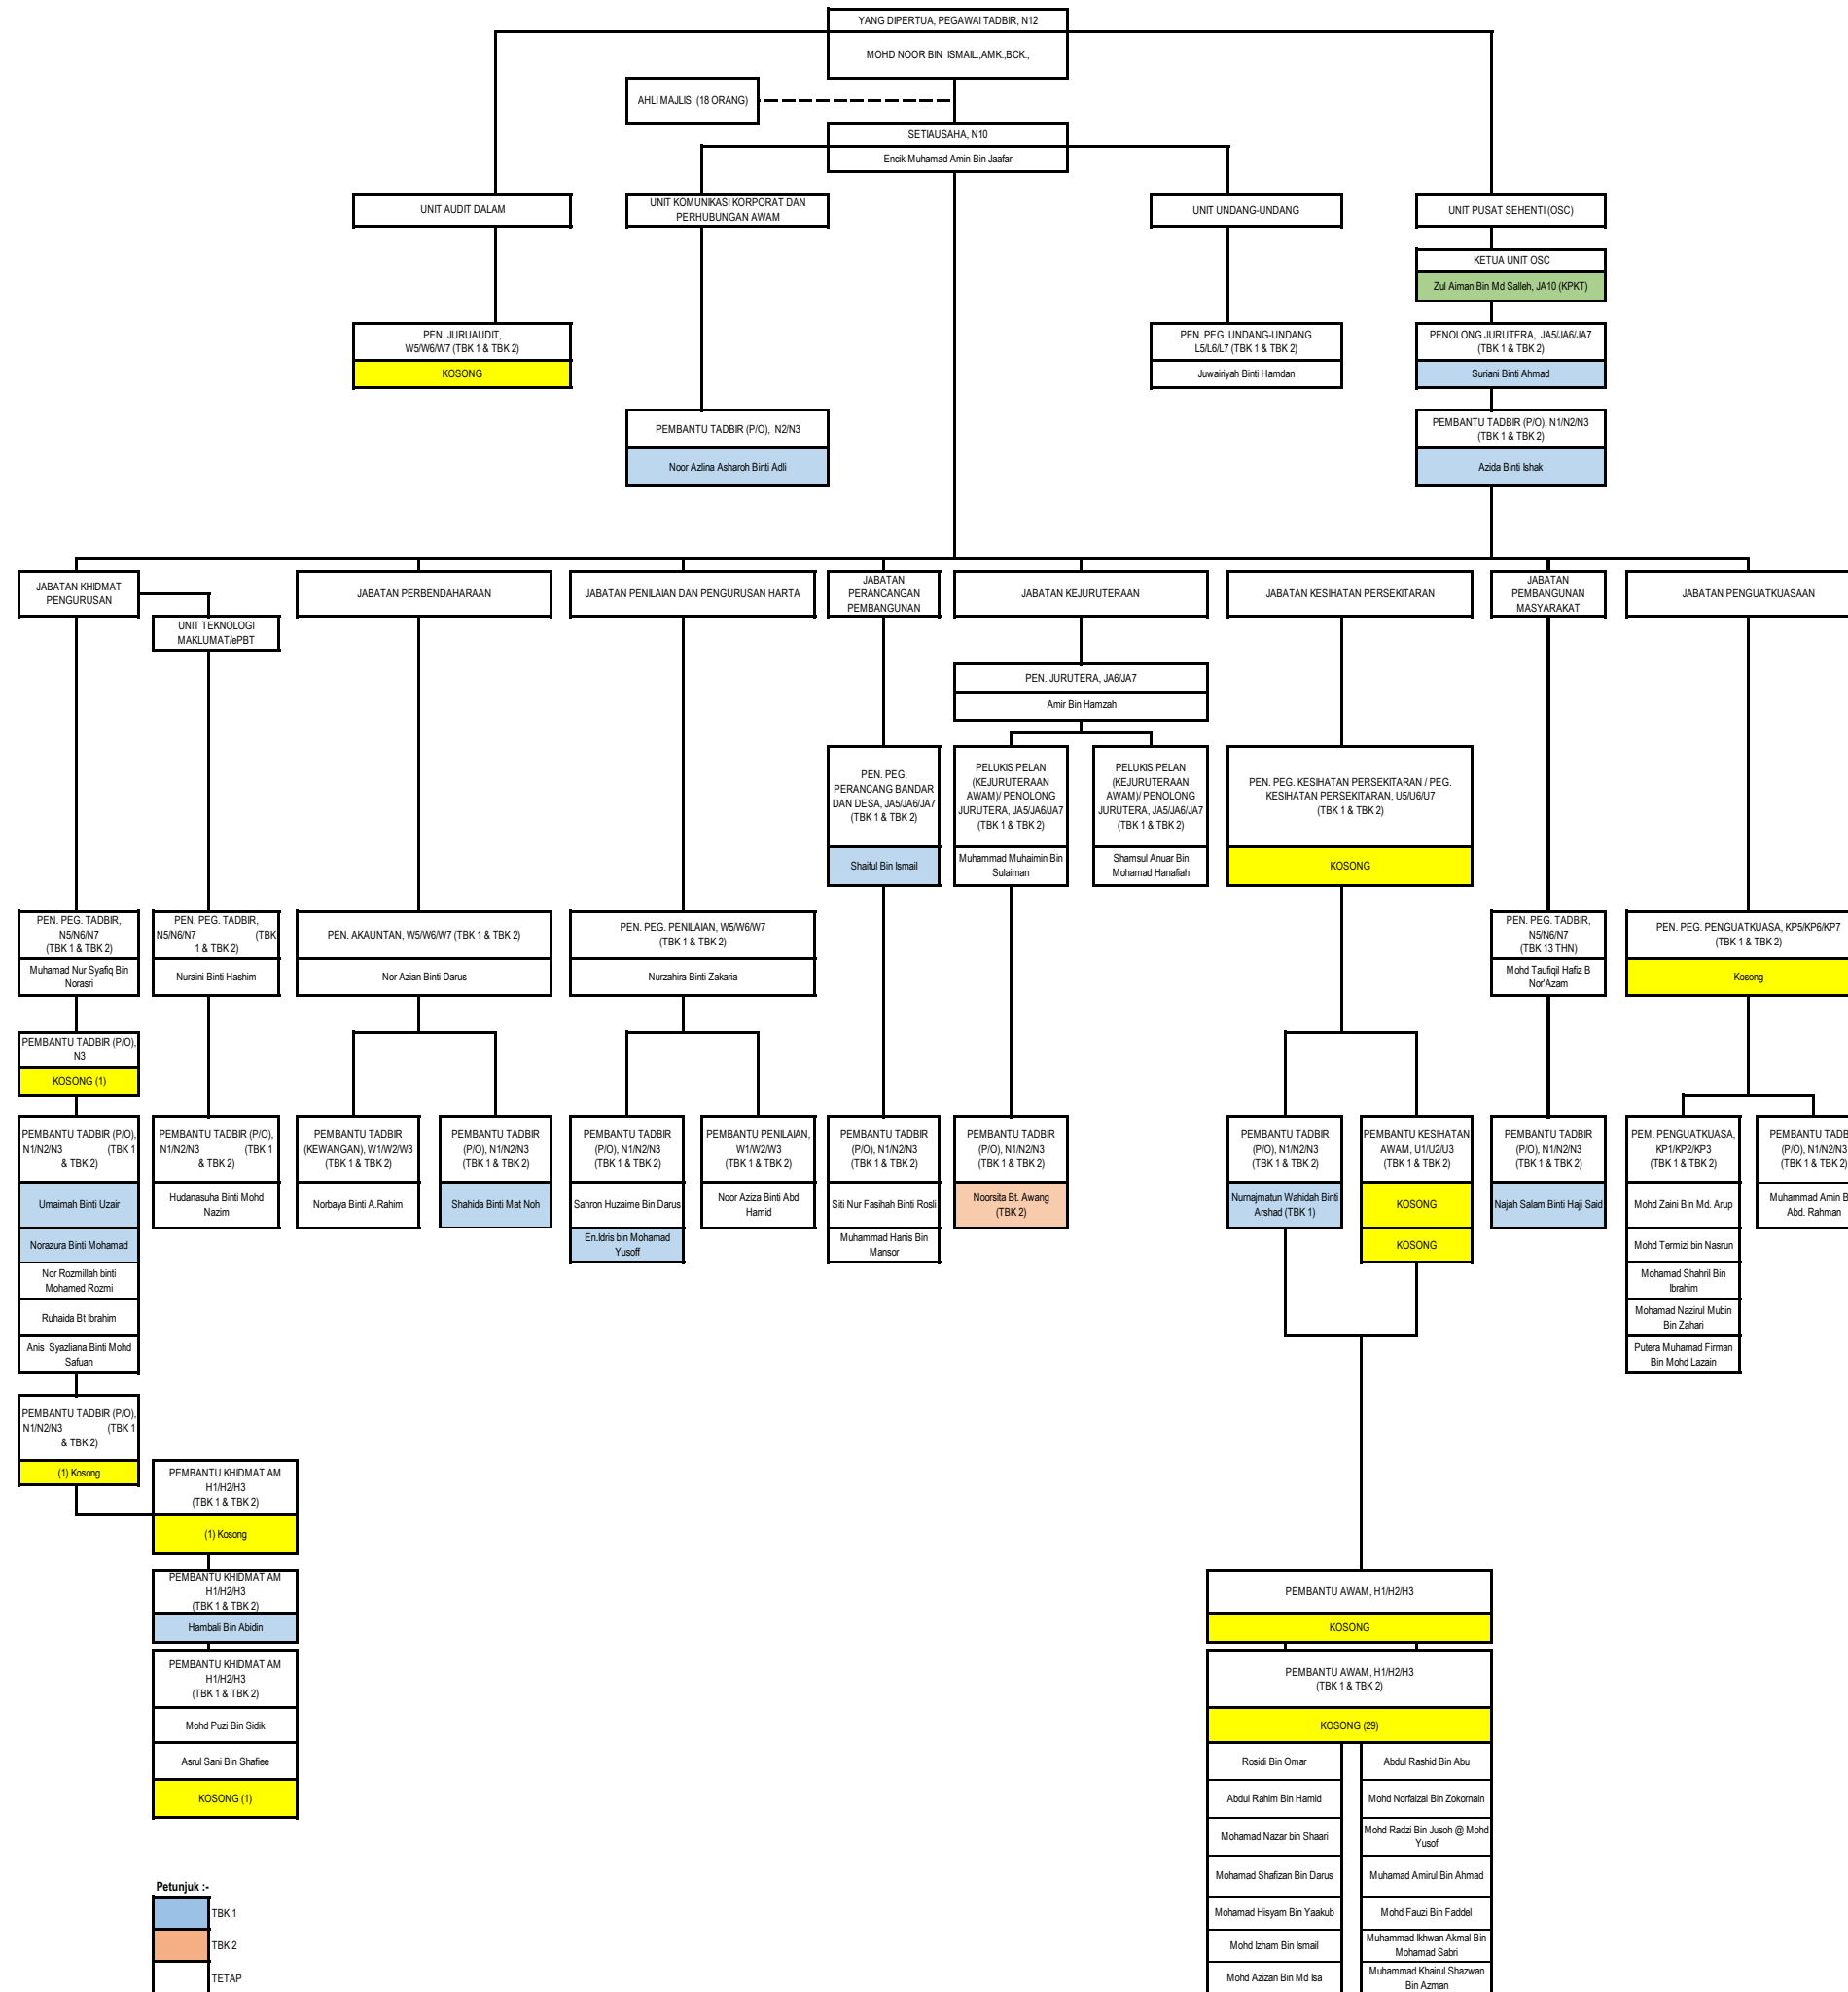 YANG DIPERTUA, PEGAWAI TADBIR, N12
MOHD NOOR BIN ISMAIL.,AMK.,BCK.,
AHLI MAJLIS (18 ORANG)
SETIAUSAHA, N10
Encik Muhamad Amin Bin Jaafar
UNIT AUDIT DALAM
UNIT KOMUNIKASI KORPORAT DAN
PERHUBUNGAN AWAM
UNIT UNDANG-UNDANG
UNIT PUSAT SEHENTI (OSC)
KETUA UNIT OSC
Zul Aiman Bin Md Salleh, JA10 (KPKT)
PEN. JURUAUDIT,
W5/W6/W7 (TBK 1 & TBK 2)
KOSONG
PEN. PEG. UNDANG-UNDANG
L5/L6/L7 (TBK 1 & TBK 2)
Juwairiyah Binti Hamdan
PENOLONG JURUTERA, JA5/JA6/JA7
(TBK 1 & TBK 2)
Suriani Binti Ahmad
PEMBANTU TADBIR (P/O), N2/N3
Noor Azlina Asharoh Binti Adli
PEMBANTU TADBIR (P/O), N1/N2/N3
(TBK 1 & TBK 2)
Azida Binti Ishak
JABATAN KHIDMAT
PENGURUSAN
UNIT TEKNOLOGI
MAKLUMAT/ePBT
JABATAN PERBENDAHARAAN
JABATAN PENILAIAN DAN PENGURUSAN HARTA
JABATAN
PERANCANGAN
PEMBANGUNAN
JABATAN KEJURUTERAAN
JABATAN KESIHATAN PERSEKITARAN
JABATAN
PEMBANGUNAN
MASYARAKAT
JABATAN PENGUATKUASAAN
PEN. JURUTERA, JA6/JA7
Amir Bin Hamzah
PEN. PEG.
PERANCANG BANDAR
DAN DESA, JA5/JA6/JA7
(TBK 1 & TBK 2)
Shaiful Bin Ismail
PELUKIS PELAN
(KEJURUTERAAN
AWAM)/ PENOLONG
JURUTERA, JA5/JA6/JA7
(TBK 1 & TBK 2)
Muhammad Muhaimin Bin
Sulaiman
PELUKIS PELAN
(KEJURUTERAAN
AWAM)/ PENOLONG
JURUTERA, JA5/JA6/JA7
(TBK 1 & TBK 2)
Shamsul Anuar Bin
Mohamad Hanafiah
PEN. PEG. KESIHATAN PERSEKITARAN / PEG.
KESIHATAN PERSEKITARAN, U5/U6/U7
(TBK 1 & TBK 2)
KOSONG
PEN. PEG. TADBIR,
N5/N6/N7
(TBK 1 & TBK 2)
Muhamad Nur Syafiq Bin
Norasri
PEN. PEG. TADBIR,
N5/N6/N7 (TBK
1 & TBK 2)
Nuraini Binti Hashim
PEN. AKAUNTAN, W5/W6/W7 (TBK 1 & TBK 2)
Nor Azian Binti Darus
PEN. PEG. PENILAIAN, W5/W6/W7
(TBK 1 & TBK 2)
Nurzahira Binti Zakaria
PEN. PEG. TADBIR,
N5/N6/N7
(TBK 13 THN)
Mohd Taufiqil Hafiz B
Nor'Azam
PEN. PEG. PENGUATKUASA, KP5/KP6/KP7
(TBK 1 & TBK 2)
Kosong
PEMBANTU TADBIR (P/O),
N3
KOSONG (1)
PEMBANTU TADBIR (P/O),
N1/N2/N3 (TBK 1
& TBK 2)
Umaimah Binti Uzair
Norazura Binti Mohamad
Nor Rozmillah binti
Mohamed Rozmi
Ruhaida Bt Ibrahim
Anis Syazliana Binti Mohd
Safuan
PEMBANTU TADBIR (P/O),
N1/N2/N3 (TBK 1
& TBK 2)
Hudanasuha Binti Mohd
Nazim
PEMBANTU TADBIR
(KEWANGAN), W1/W2/W3
(TBK 1 & TBK 2)
Norbaya Binti A.Rahim
PEMBANTU TADBIR
(P/O), N1/N2/N3
(TBK 1 & TBK 2)
Shahida Binti Mat Noh
PEMBANTU TADBIR
(P/O), N1/N2/N3
(TBK 1 & TBK 2)
Sahron Huzaime Bin Darus
En.Idris bin Mohamad
Yusoff
PEMBANTU PENILAIAN,
W1/W2/W3
(TBK 1 & TBK 2)
Noor Aziza Binti Abd
Hamid
PEMBANTU TADBIR
(P/O), N1/N2/N3
(TBK 1 & TBK 2)
Siti Nur Fasihah Binti Rosli
Muhammad Hanis Bin
Mansor
PEMBANTU TADBIR
(P/O), N1/N2/N3
(TBK 1 & TBK 2)
Noorsita Bt. Awang
(TBK 2)
PEMBANTU TADBIR
(P/O), N1/N2/N3
(TBK 1 & TBK 2)
Nurnajmatun Wahidah Binti
Arshad (TBK 1)
PEMBANTU KESIHATAN
AWAM, U1/U2/U3
(TBK 1 & TBK 2)
KOSONG
KOSONG
PEMBANTU TADBIR
(P/O), N1/N2/N3
(TBK 1 & TBK 2)
Najah Salam Binti Haji Said
PEM. PENGUATKUASA,
KP1/KP2/KP3
(TBK 1 & TBK 2)
Mohd Zaini Bin Md. Arup
Mohd Termizi bin Nasrun
Mohamad Shahril Bin
Ibrahim
Mohamad Nazirul Mubin
Bin Zahari
Putera Muhamad Firman
Bin Mohd Lazain
PEMBANTU TADB
(P/O), N1/N2/N3
(TBK 1 & TBK 2)
Muhammad Amin B
Abd. Rahman
PEMBANTU TADBIR (P/O),
N1/N2/N3 (TBK 1
& TBK 2)
(1) Kosong
PEMBANTU KHIDMAT AM
H1/H2/H3
(TBK 1 & TBK 2)
(1) Kosong
PEMBANTU KHIDMAT AM
H1/H2/H3
(TBK 1 & TBK 2)
Hambali Bin Abidin
PEMBANTU KHIDMAT AM
H1/H2/H3
(TBK 1 & TBK 2)
Mohd Puzi Bin Sidik
Asrul Sani Bin Shafiee
KOSONG (1)
PEMBANTU AWAM, H1/H2/H3
KOSONG
PEMBANTU AWAM, H1/H2/H3
(TBK 1 & TBK 2)
KOSONG (29)
Rosidi Bin Omar
Abdul Rahim Bin Hamid
Mohamad Nazar bin Shaari
Mohamad Shafizan Bin Darus
Mohamad Hisyam Bin Yaakub
Mohd Izham Bin Ismail
Mohd Azizan Bin Md Isa
Abdul Rashid Bin Abu
Mohd Norfaizal Bin Zokornain
Mohd Radzi Bin Jusoh @ Mohd
Yusof
Muhamad Amirul Bin Ahmad
Mohd Fauzi Bin Faddel
Muhammad Ikhwan Akmal Bin
Mohamad Sabri
Muhammad Khairul Shazwan
Bin Azman
Petunjuk :-
TBK 1
TBK 2
TETAP